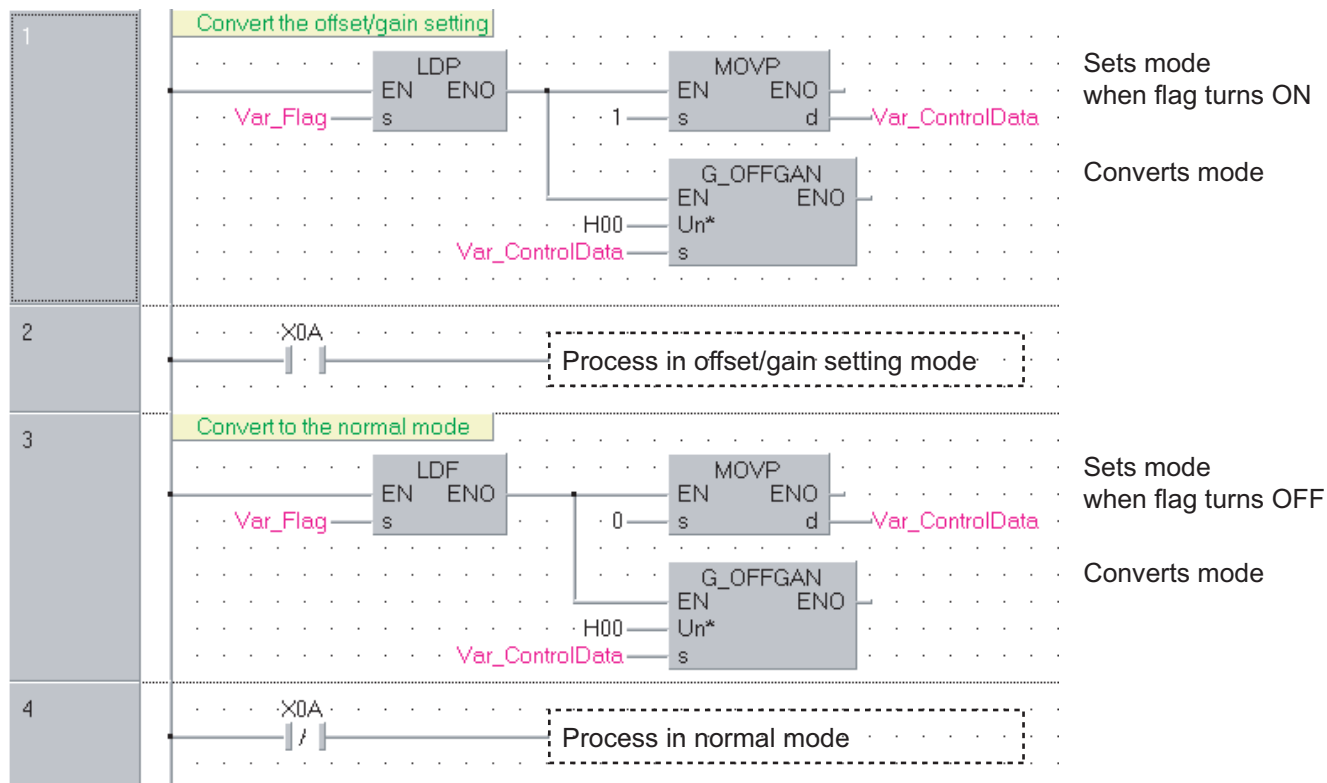 1
Convert the offset/gain setting
LDP
EN ENO
Var_Flag s
MOVP
EN ENO
1 s d Var_ControlData
Sets mode
when flag turns ON
G_OFFGAN
EN ENO
H00 Un*
Var_ControlData s
Converts mode
2
X0A
Process in offset/gain setting mode
3
Convert to the normal mode
LDF
EN ENO
Var_Flag s
MOVP
EN ENO
0 s d Var_ControlData
Sets mode
when flag turns OFF
G_OFFGAN
EN ENO
H00 Un*
Var_ControlData s
Converts mode
4
X0A
Process in normal mode